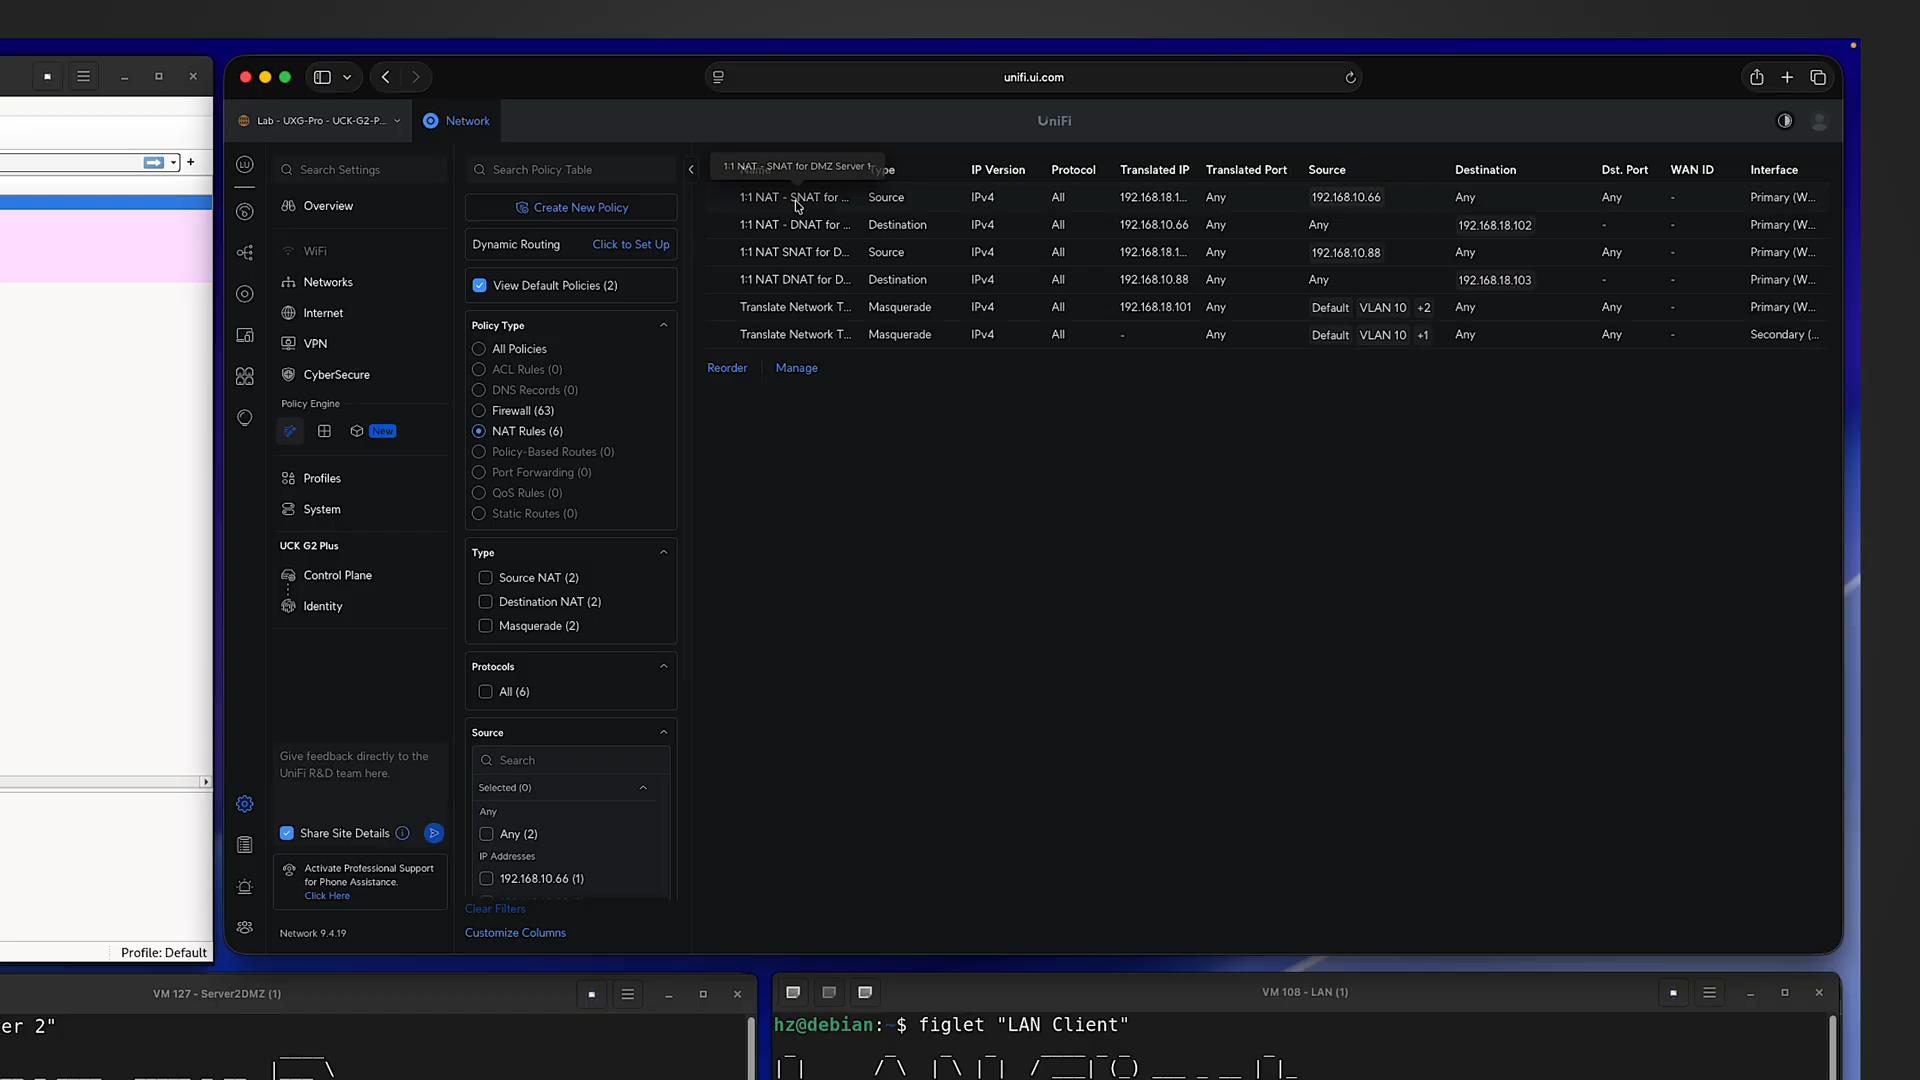 unifi.ui.com
Lab - UXG-Pro - UCK-G2-P...
Network
UniFi
LU
Search Settings
Overview
WiFi
Networks
Internet
VPN
CyberSecure
Policy Engine
New
Profiles
System
UCK G2 Plus
Control Plane
Identity
Give feedback directly to the
UniFi R&D team here.
Share Site Details
Activate Professional Support
for Phone Assistance.
Click Here
Network 9.4.19
Search Policy Table
Create New Policy
Dynamic Routing Click to Set Up
View Default Policies (2)
Policy Type
All Policies
ACL Rules (0)
DNS Records (0)
Firewall (63)
NAT Rules (6)
Policy-Based Routes (0)
Port Forwarding (0)
QoS Rules (0)
Static Routes (0)
Type
Source NAT (2)
Destination NAT (2)
Masquerade (2)
Protocols
All (6)
Source
Search
Selected (0)
Any
Any (2)
IP Addresses
192.168.10.66 (1)
Clear Filters
Customize Columns
1:1 NAT - SNAT for DMZ Server 1
Type IP Version Protocol Translated IP Translated Port Source Destination Dst. Port WAN ID Interface
1:1 NAT - SNAT for ... Source IPv4 All 192.168.18.1... Any 192.168.10.66 Any Any - Primary (W...
1:1 NAT - DNAT for ... Destination IPv4 All 192.168.10.66 Any Any 192.168.18.102 - - Primary (W...
1:1 NAT SNAT for D... Source IPv4 All 192.168.18.1... Any 192.168.10.88 Any Any - Primary (W...
1:1 NAT DNAT for D... Destination IPv4 All 192.168.10.88 Any Any 192.168.18.103 - - Primary (W...
Translate Network T... Masquerade IPv4 All 192.168.18.101 Any Default VLAN 10 +2 Any Any - Primary (W...
Translate Network T... Masquerade IPv4 All - Any Default VLAN 10 +1 Any Any - Secondary (...
Reorder Manage
Profile: Default
VM 127 - Server2DMZ (1)
er 2"
VM 108 - LAN (1)
hz@debian:~$ figlet "LAN Client"